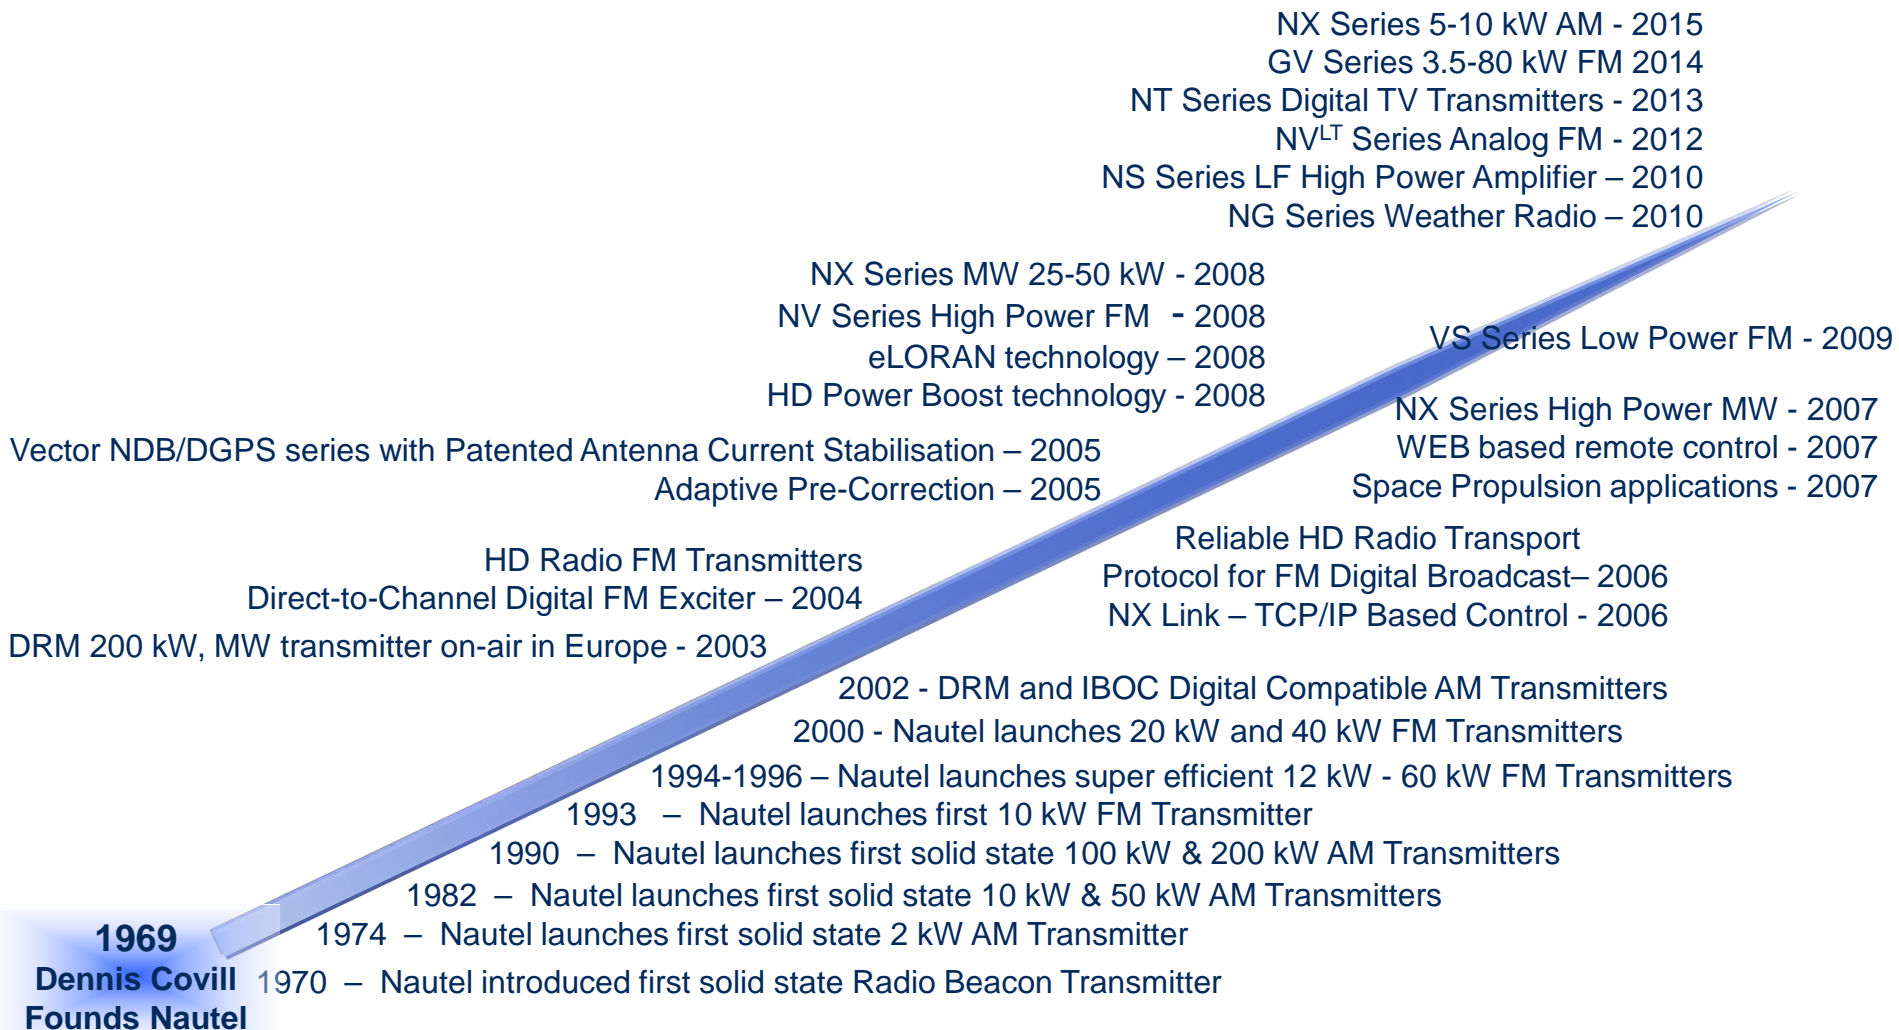 NX Series 5-10 kW AM - 2015
GV Series 3.5-80 kW FM 2014
NT Series Digital TV Transmitters - 2013
NVLT Series Analog FM - 2012
NS Series LF High Power Amplifier – 2010
NG Series Weather Radio – 2010
NX Series MW 25-50 kW - 2008
NV Series High Power FM - 2008
eLORAN technology – 2008
HD Power Boost technology - 2008
VS Series Low Power FM - 2009
NX Series High Power MW - 2007
WEB based remote control - 2007
Space Propulsion applications - 2007
Vector NDB/DGPS series with Patented Antenna Current Stabilisation – 2005
Adaptive Pre-Correction – 2005
Reliable HD Radio Transport
Protocol for FM Digital Broadcast– 2006
NX Link – TCP/IP Based Control - 2006
HD Radio FM Transmitters
Direct-to-Channel Digital FM Exciter – 2004
DRM 200 kW, MW transmitter on-air in Europe - 2003
2002 - DRM and IBOC Digital Compatible AM Transmitters
2000 - Nautel launches 20 kW and 40 kW FM Transmitters
1994-1996 – Nautel launches super efficient 12 kW - 60 kW FM Transmitters
1993 – Nautel launches first 10 kW FM Transmitter
1990 – Nautel launches first solid state 100 kW & 200 kW AM Transmitters
1982 – Nautel launches first solid state 10 kW & 50 kW AM Transmitters
1974 – Nautel launches first solid state 2 kW AM Transmitter
1970 – Nautel introduced first solid state Radio Beacon Transmitter
1969
Dennis Covill
Founds Nautel